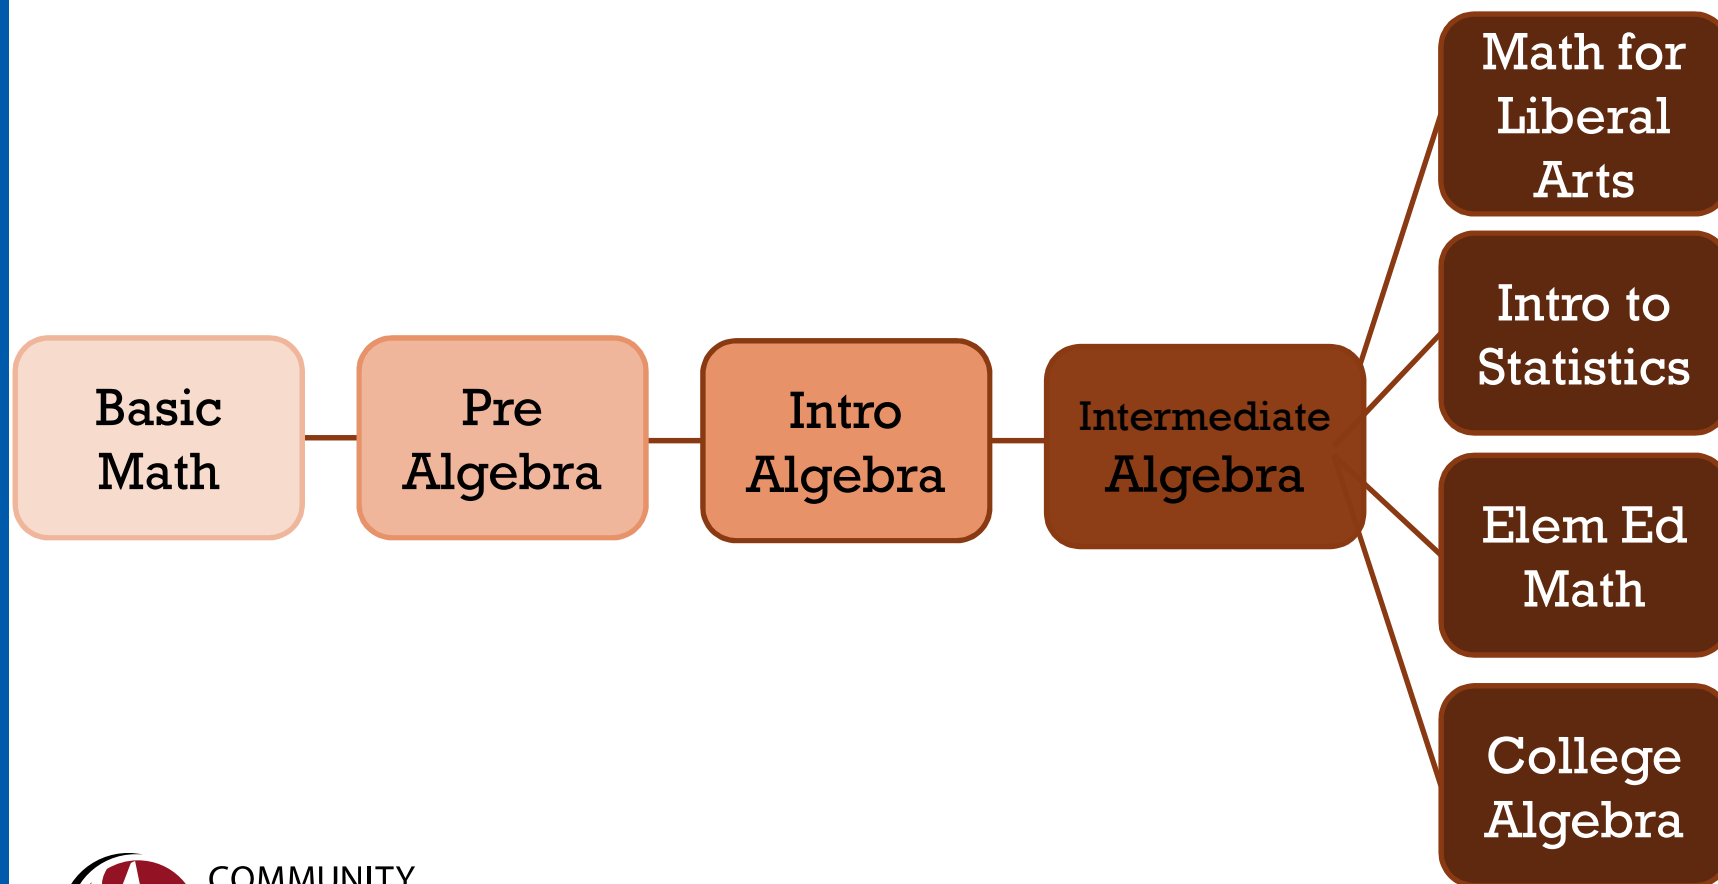 Math for
Liberal
Arts
Intro to
Statistics
Basic
Math
Pre
Algebra
Intro
Algebra
Intermediate
Algebra
Elem Ed
Math
College
Algebra
COMMUNITY